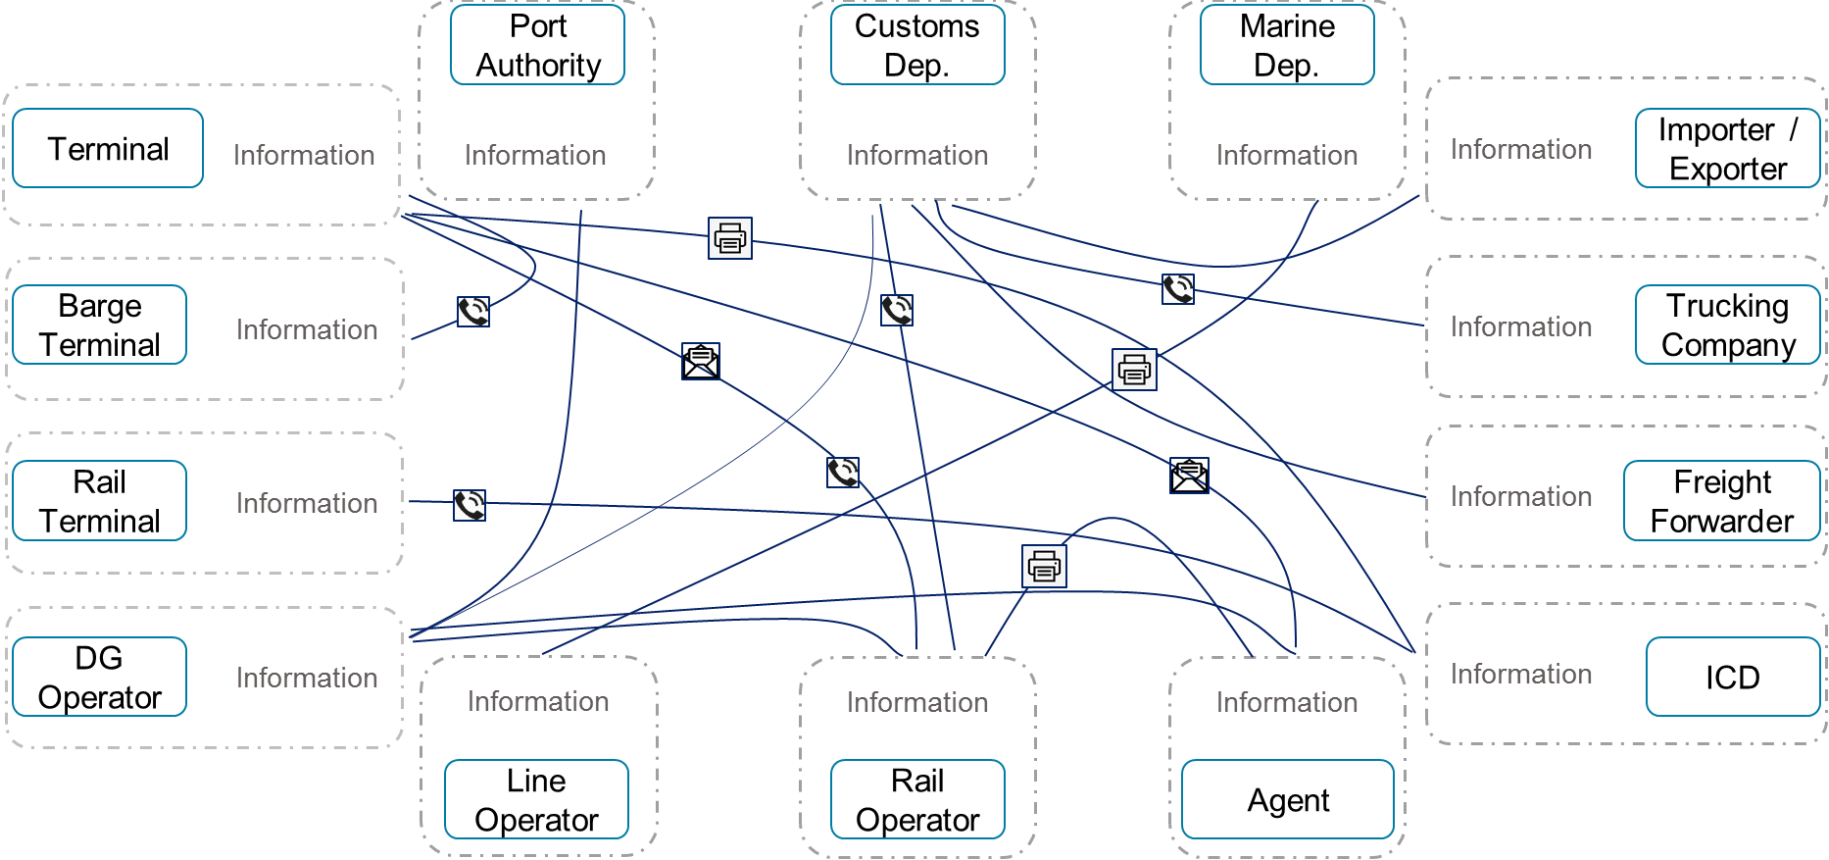 Port
Authority
Information
Customs
Dep.
Information
Marine
Dep.
Information
Terminal
Information
Importer /
Exporter
Information
Barge
Terminal
Information
Information
Trucking
Company
Rail
Terminal
Information
Information
Freight
Forwarder
DG
Operator
Information
Information
ICD
Information
Line
Operator
Information
Rail
Operator
Information
Agent